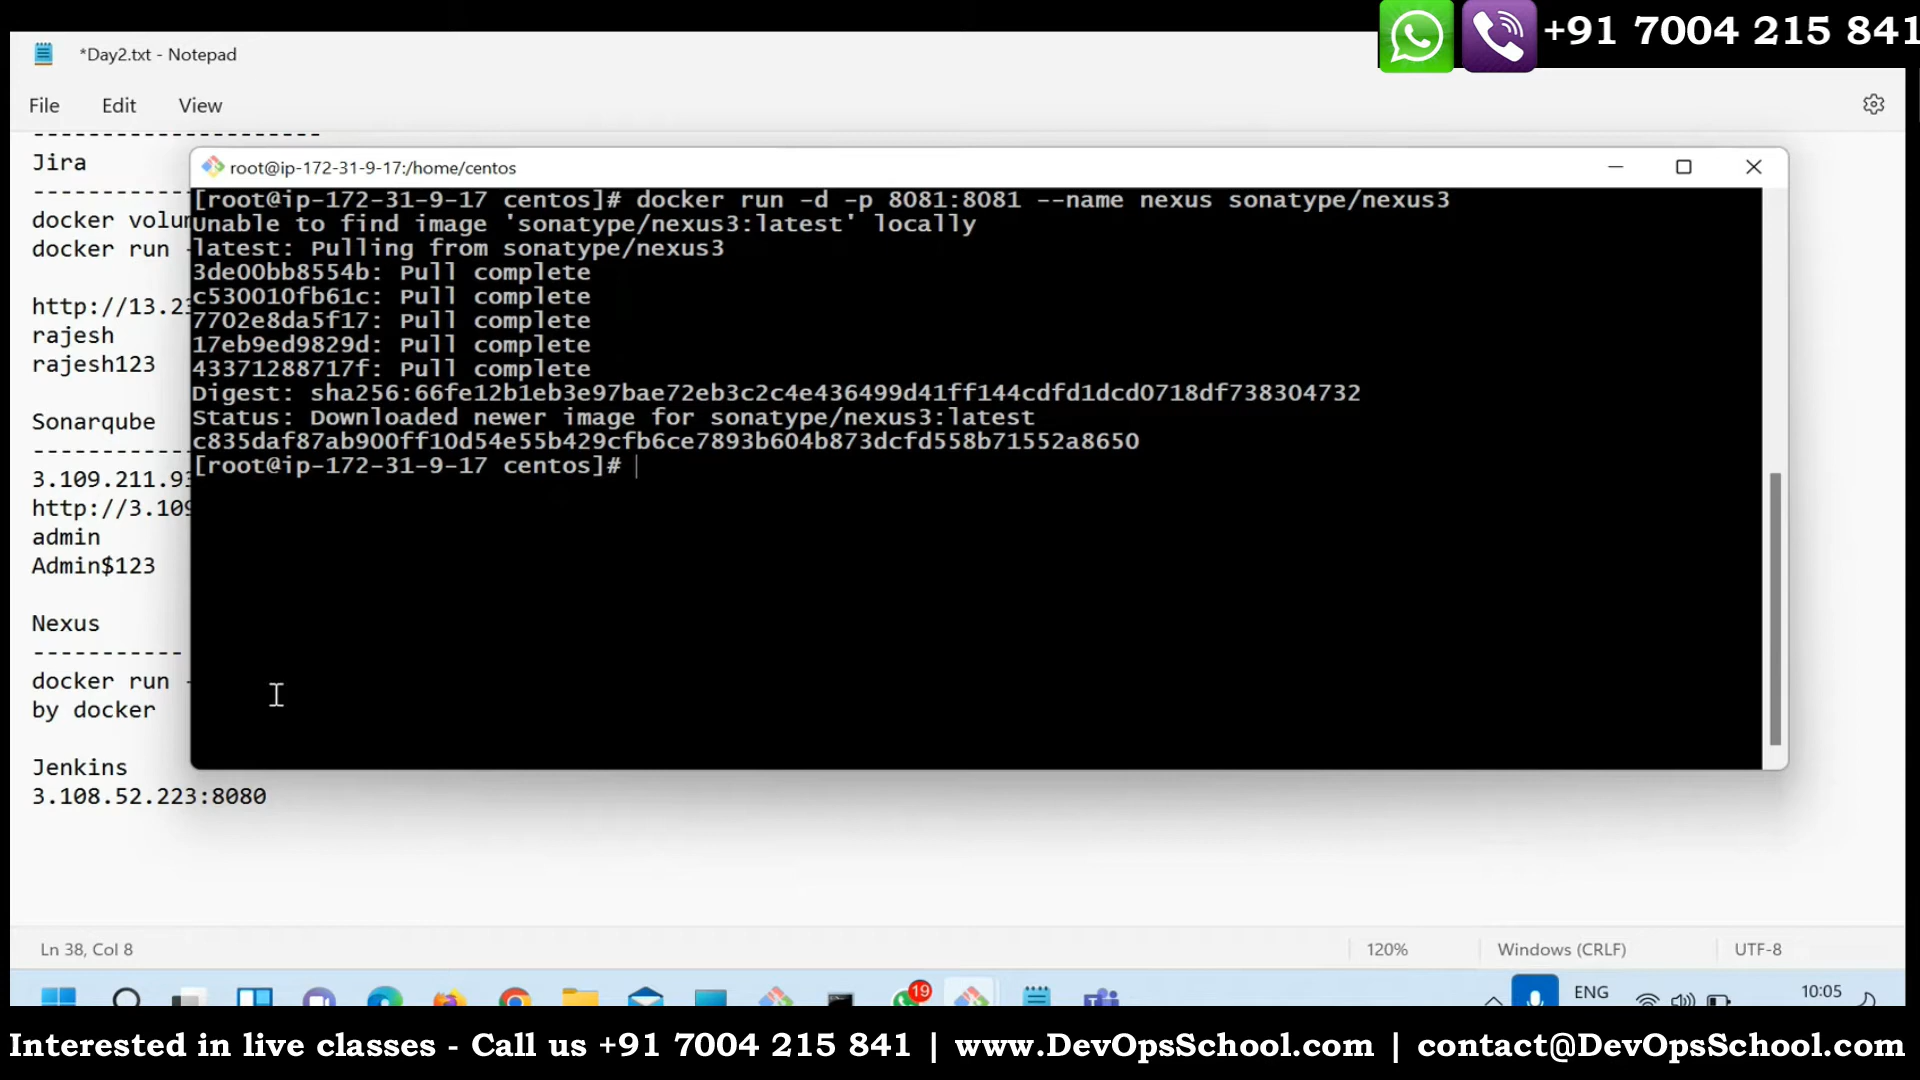 +91 7004 215 841
*Day2.txt - Notepad
File Edit View
---------------------
Jira
docker volum
docker run
http://13.23
rajesh
rajesh123
Sonarqube
3.109.211.93
http://3.109
admin
Admin$123
Nexus
docker run -
by docker
Jenkins
3.108.52.223:8080
root@ip-172-31-9-17:/home/centos
[root@ip-172-31-9-17 centos]# docker run -d -p 8081:8081 --name nexus sonatype/nexus3
Unable to find image 'sonatype/nexus3:latest' locally
latest: Pulling from sonatype/nexus3
3de00bb8554b: Pull complete
c530010fb61c: Pull complete
7702e8da5f17: Pull complete
17eb9ed9829d: Pull complete
43371288717f: Pull complete
Digest: sha256:66fe12b1eb3e97bae72eb3c2c4e436499d41ff144cdfd1dcd0718df738304732
Status: Downloaded newer image for sonatype/nexus3:latest
c835daf87ab900ff10d54e55b429cfb6ce7893b604b873dcfd558b71552a8650
[root@ip-172-31-9-17 centos]#
Ln 38, Col 8 120% Windows (CRLF) UTF-8
19 ENG 10:05
Interested in live classes - Call us +91 7004 215 841 | www.DevOpsSchool.com | contact@DevOpsSchool.com